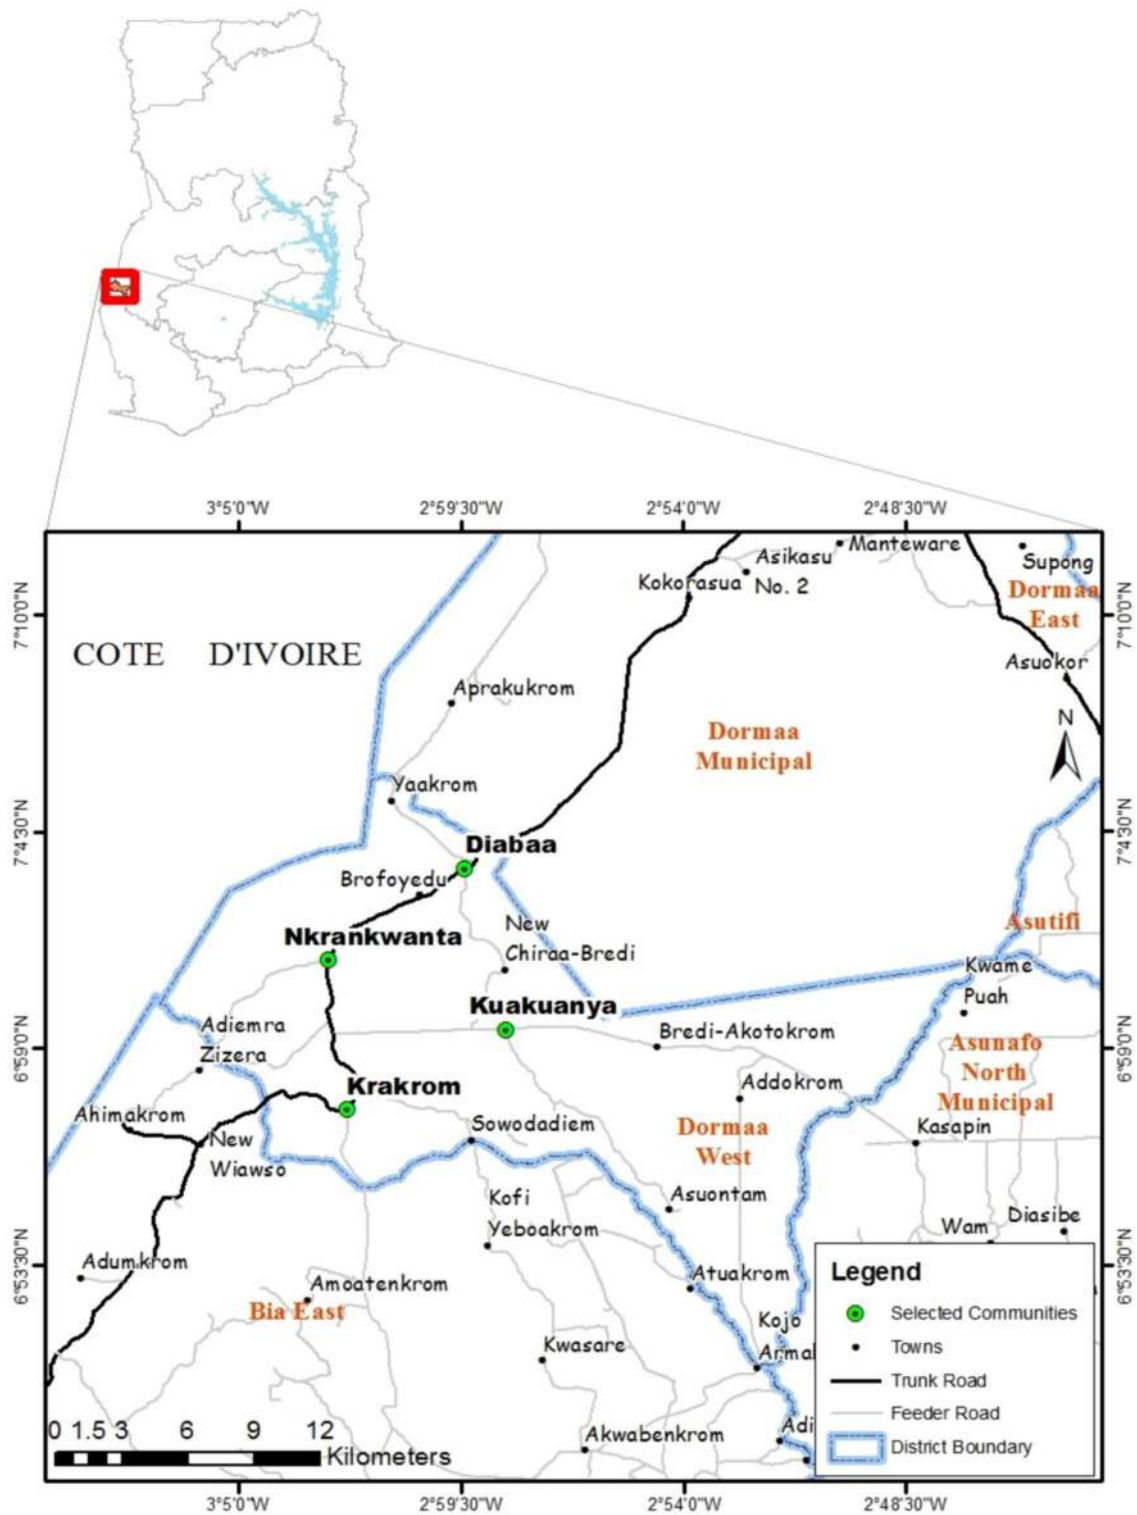 3°5'0"W 2°59'30"W 2°54'0"W 2°48'30"W
Manteware
Asikasu
Supong
Kokorasua No. 2
Dormaa
East
7°10'0"N
7°10'0"N
COTE D'IVOIRE
Asuokor
Aprakukrom
N
Dormaa
Municipal
Yaakrom
7°4'30"N
7°4'30"N
Diabaa
Brofoyedu
New
Chiraa-Bredi
Asutifi
Nkrankwanta
Kwame
Puah
Kuakuanya
Adiemra
Zizera
Bredi-Akotokrom
6°59'0"N
6°59'0"N
Asunafo
North
Municipal
Krakrom
Addokrom
Ahimakrom
Sowodadiem
Dormaa
West
Kasapin
New
Wiawso
Kofi
Yeboakrom
Asuontam
Wam
Diasibe
6°53'30"N
6°53'30"N
Adumkrom
Amoatenkrom
Atuakrom
Bia East
Kojo
Kwasare
Akwabenkrom
Legend
Selected Communities
Towns
Trunk Road
Feeder Road
District Boundary
0 1.5 3 6 9 12
Kilometers
3°5'0"W 2°59'30"W 2°54'0"W 2°48'30"W